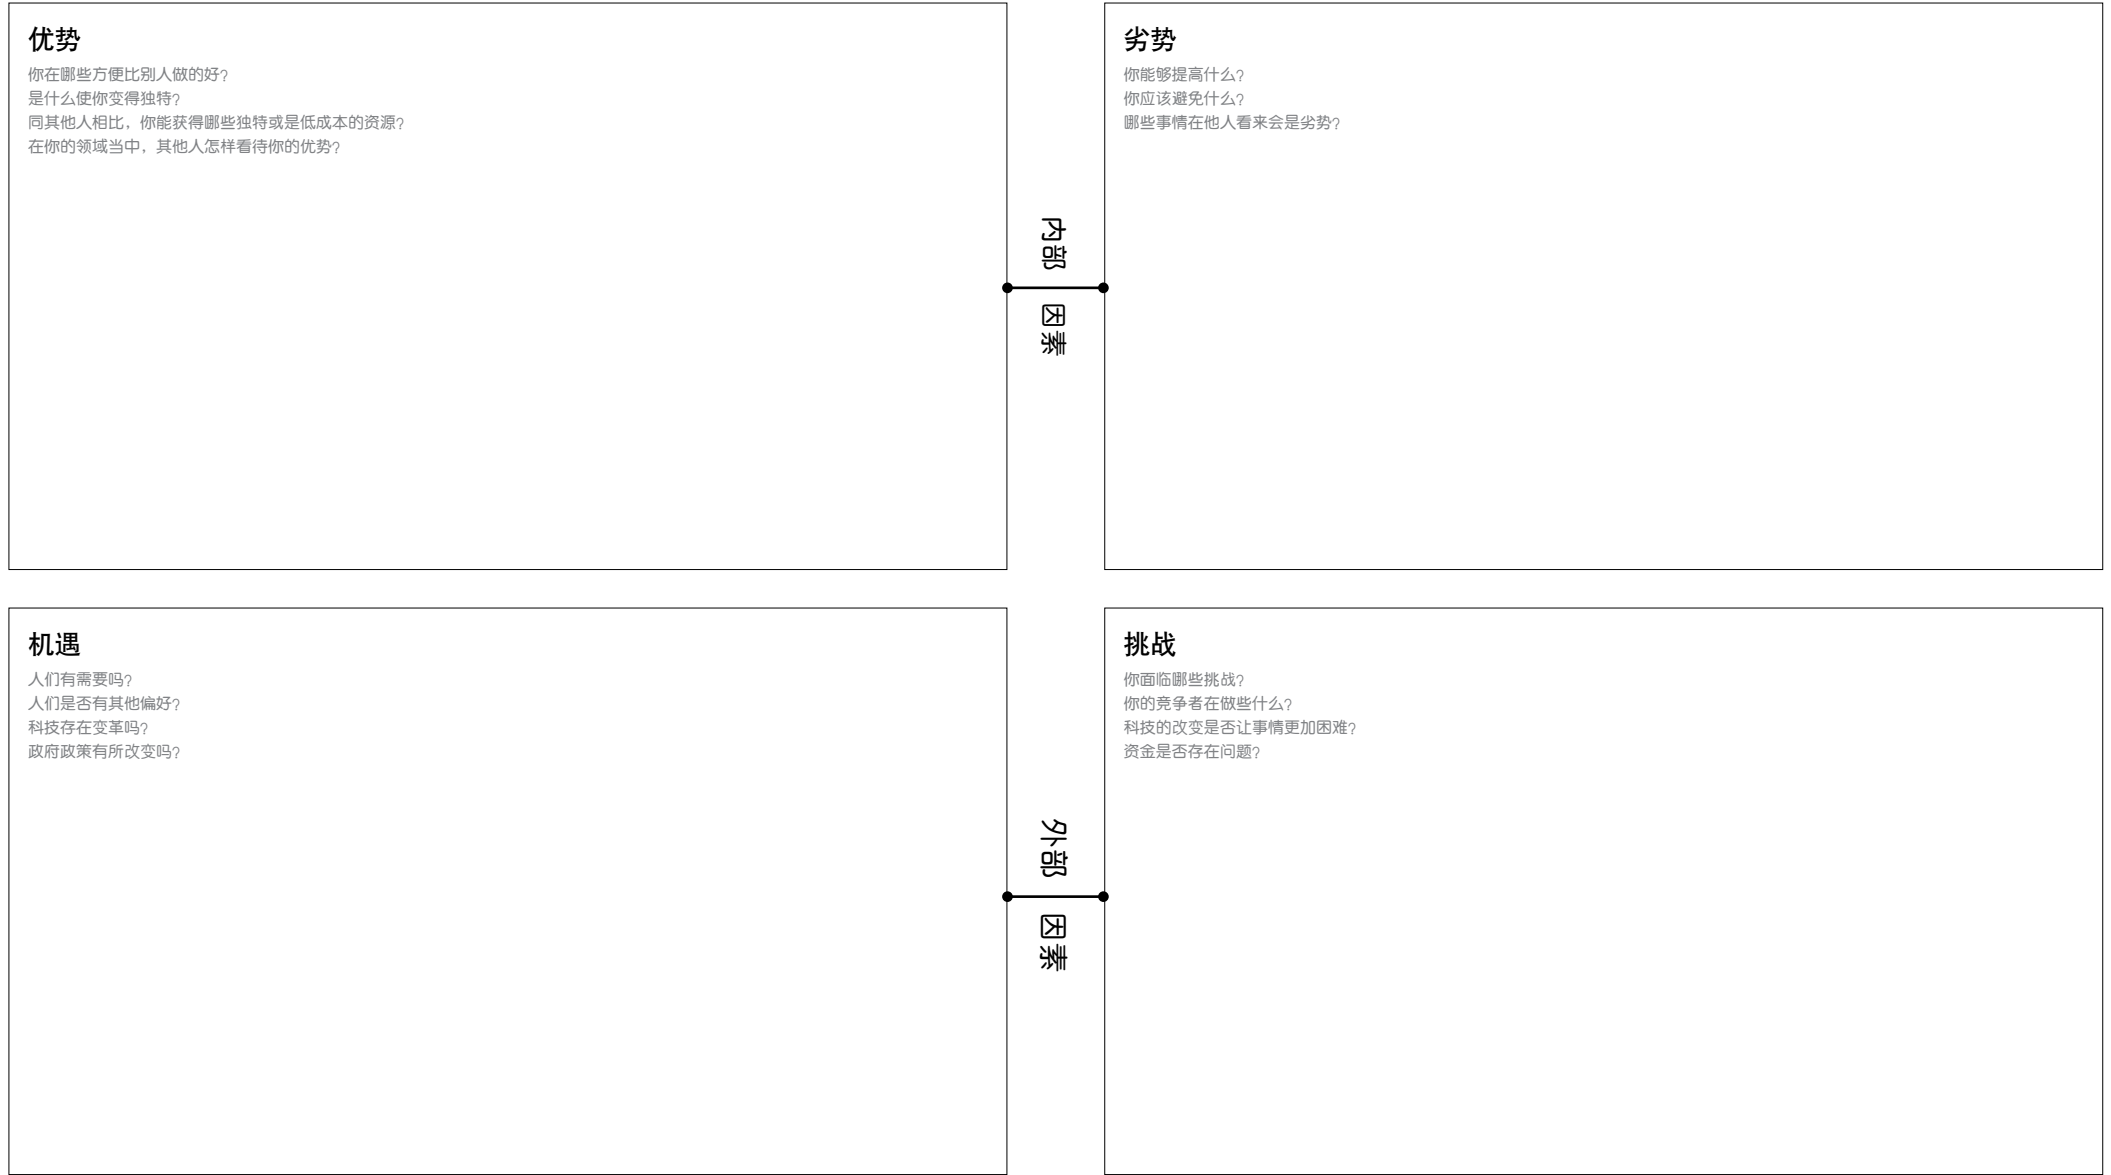 优势
你在哪些方便比别人做的好？
是什么使你变得独特？
同其他人相比，你能获得哪些独特或是低成本的资源？
在你的领域当中，其他人怎样看待你的优势？
内部 因素
劣势
你能够提高什么？
你应该避免什么？
哪些事情在他人看来会是劣势？
机遇
人们有需要吗？
人们是否有其他偏好？
科技存在变革吗？
政府政策有所改变吗？
外部 因素
挑战
你面临哪些挑战？
你的竞争者在做些什么？
科技的改变是否让事情更加困难？
资金是否存在问题？